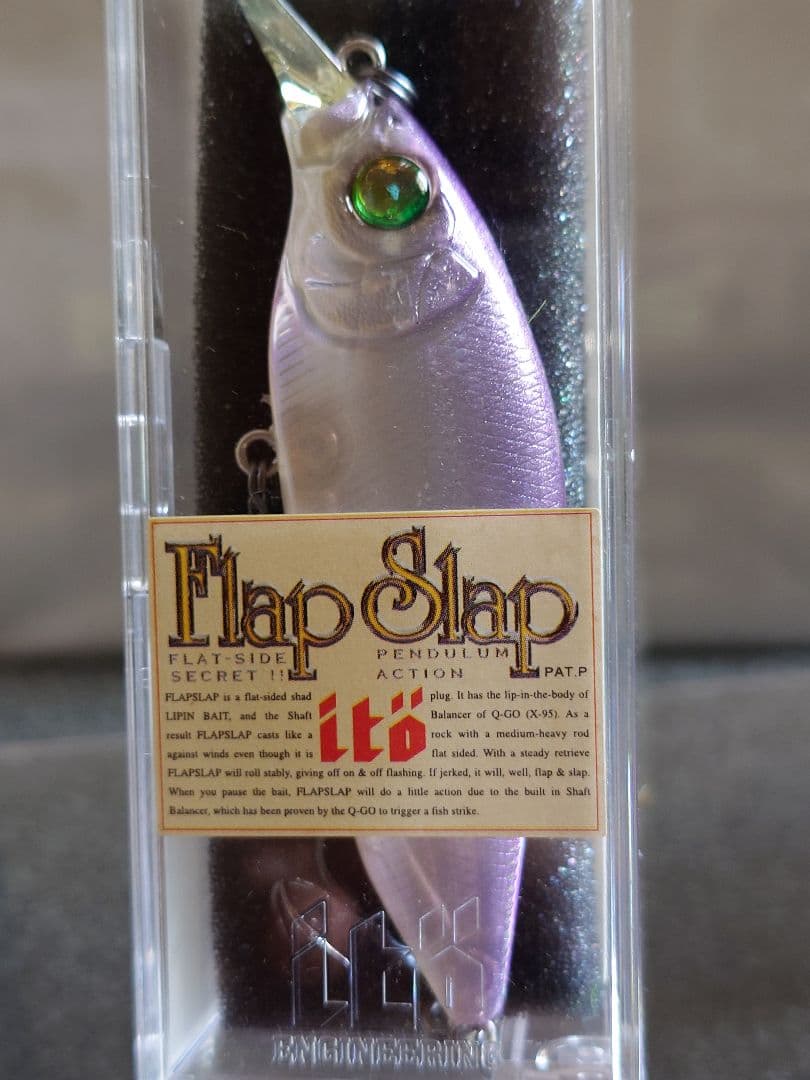 Flap Slap
FLAT-SIDE PENDULUM
SECRET !! ACTION PAT.P
FLAPSLAP is a flat-sided shad plug. It has the lip-in-the-body of
LIPIN BAIT, and the Shaft Balancer of Q-GO (X-95). As a
result FLAPSLAP casts like a rock with a medium-heavy rod
against winds even though it is flat sided. With a steady retrieve
itö
FLAPSLAP will roll stably, giving off on & off flashing. If jerked, it will, well, flap & slap.
When you pause the bait, FLAPSLAP will do a little action due to the built in Shaft
Balancer, which has been proven by the Q-GO to trigger a fish strike.
itö
ENGINEERING